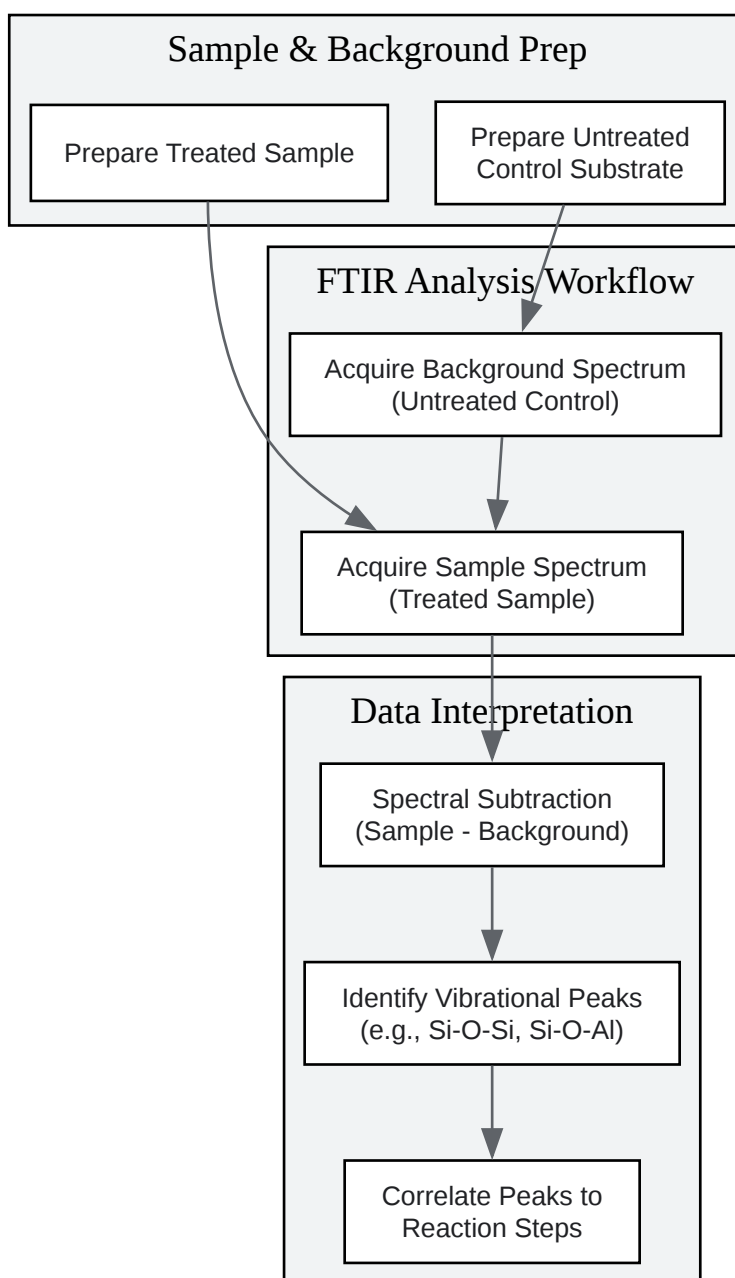 Sample & Background Prep
Prepare Treated Sample
Prepare Untreated
Control Substrate
FTIR Analysis Workflow
Acquire Background Spectrum
(Untreated Control)
Acquire Sample Spectrum
(Treated Sample)
Data Interpretation
Spectral Subtraction
(Sample - Background)
Identify Vibrational Peaks
(e.g., Si-O-Si, Si-O-Al)
Correlate Peaks to
Reaction Steps